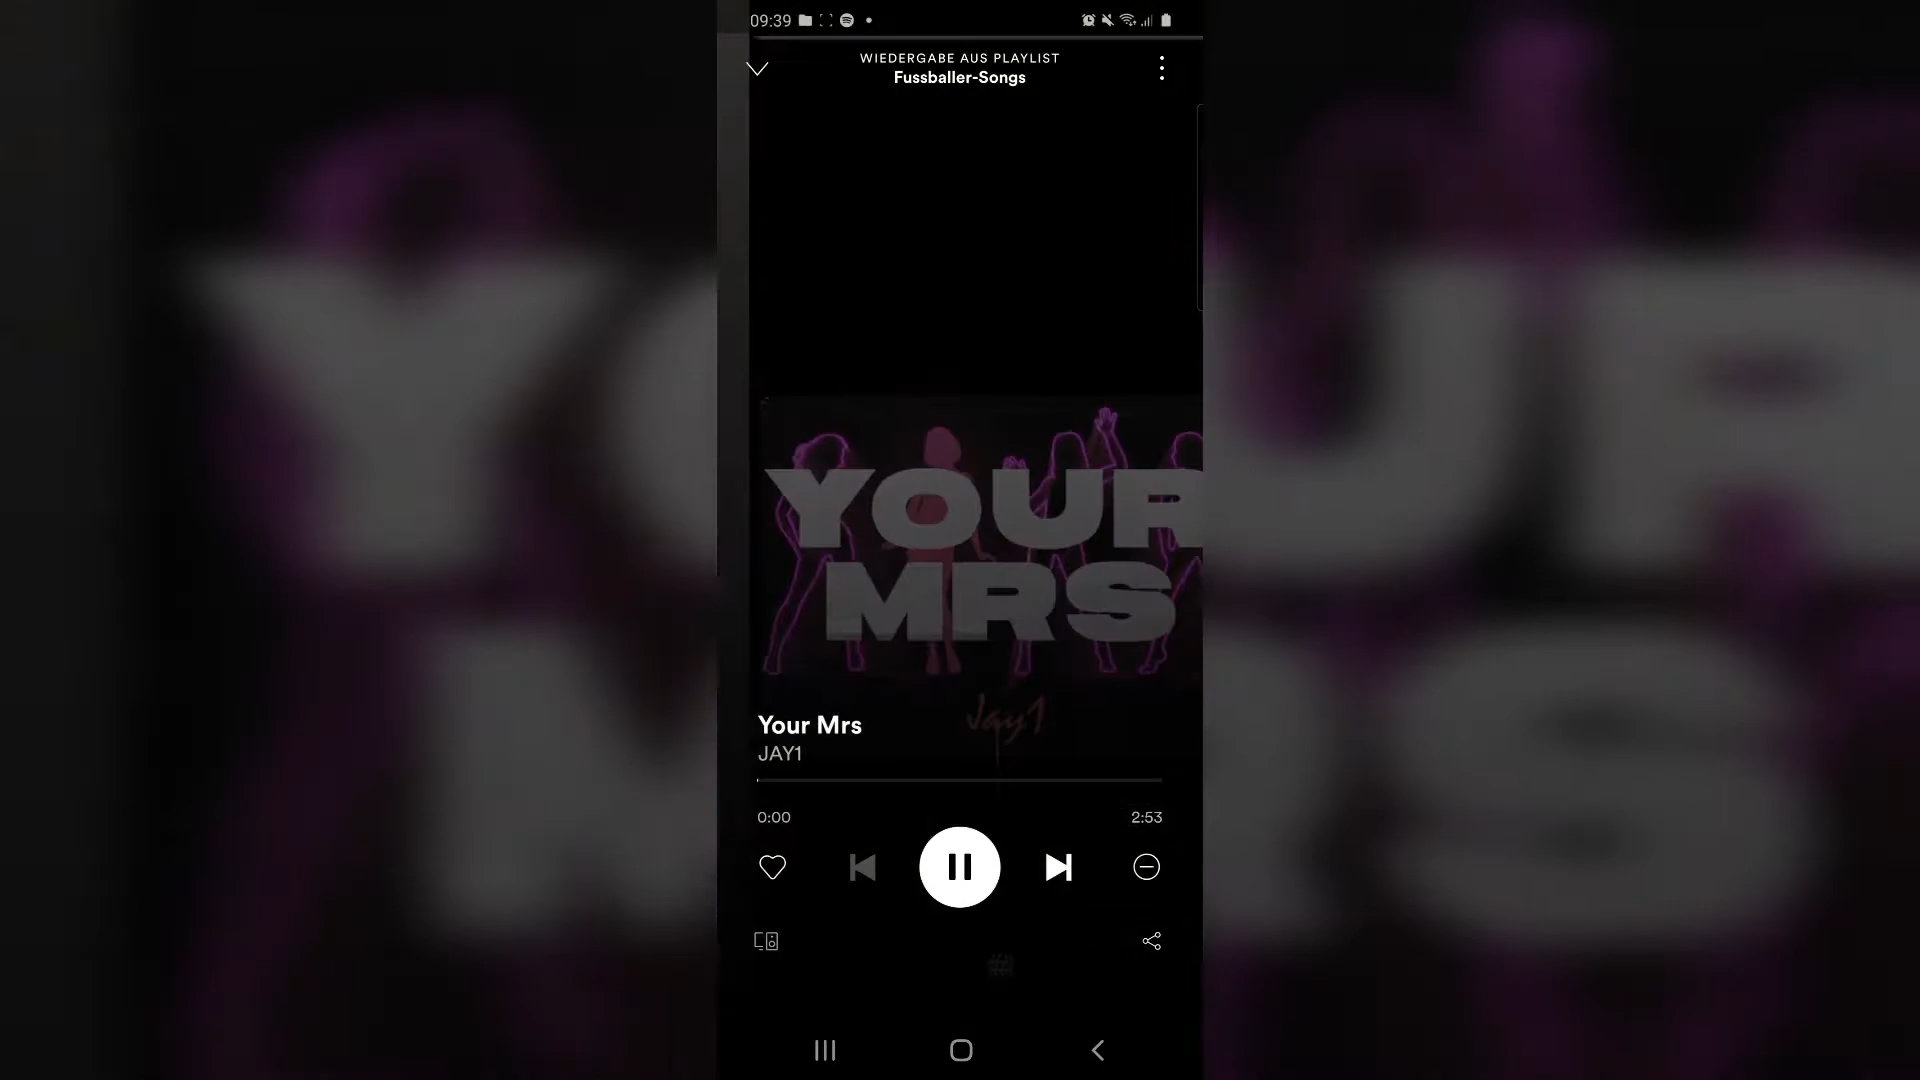 09:39
WIEDERGABE AUS PLAYLIST
Fussballer-Songs
YOUR
MRS
Jay1
Your Mrs
JAY1
0:00
2:53